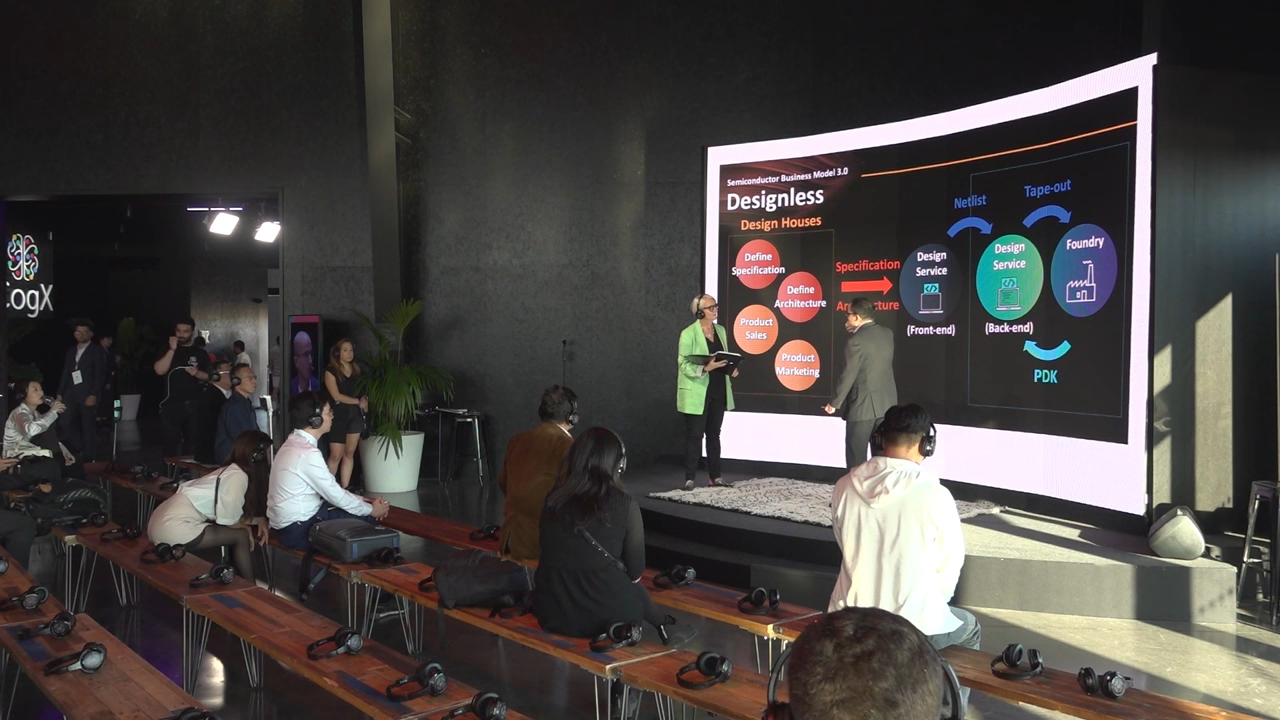 Semiconductor Business Model 3.0
Designless
Design Houses
Define
Specification
Define
Architecture
Product
Sales
Product
Marketing
Specification
Architecture
Design
Service
(Front-end)
Netlist
Design
Service
(Back-end)
Tape-out
Foundry
PDK
CogX